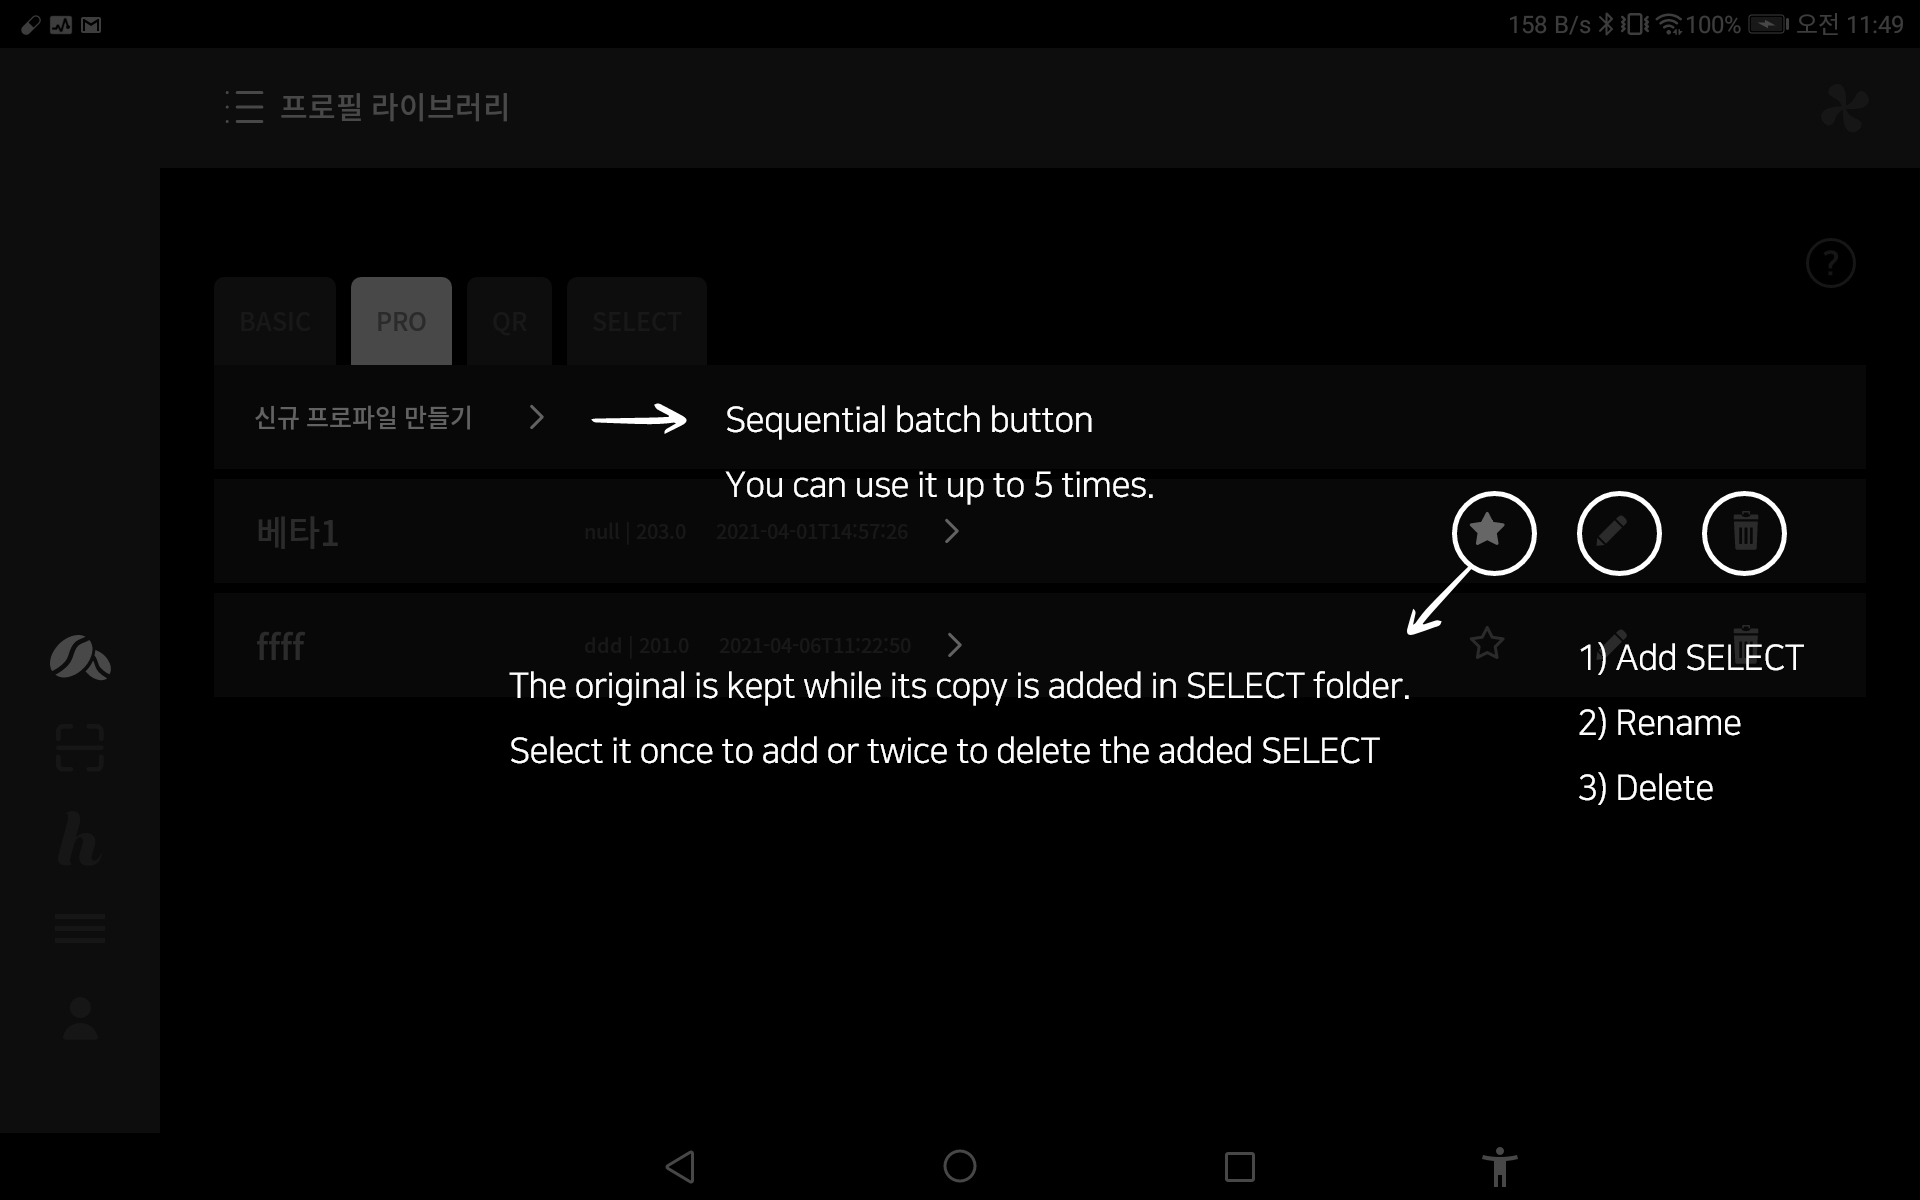 158 B/s 100% 오전 11:49
프로필 라이브러리
?
BASIC PRO QR SELECT
신규 프로파일 만들기
Sequential batch button
You can use it up to 5 times.
베타1 null | 203.0 2021-04-01T14:57:26
ffff ddd | 201.0 2021-04-06T11:22:50
The original is kept while its copy is added in SELECT folder.
Select it once to add or twice to delete the added SELECT
1) Add SELECT
2) Rename
3) Delete
h